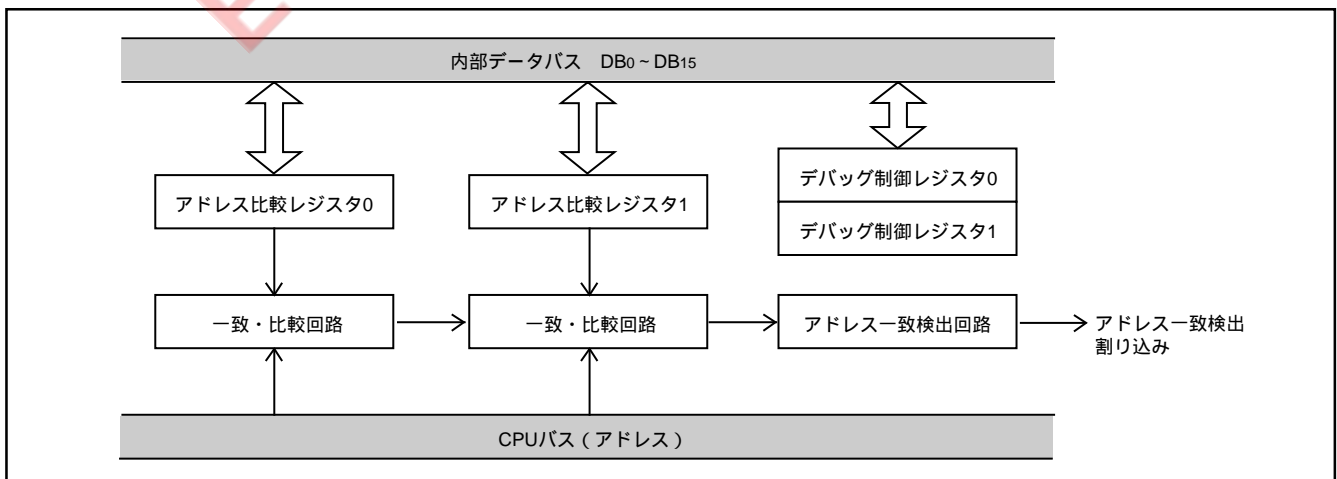 内部データバス DB0～DB15
アドレス比較レジスタ0
アドレス比較レジスタ1
デバッグ制御レジスタ0
デバッグ制御レジスタ1
一致・比較回路
一致・比較回路
アドレス一致検出回路
アドレス一致検出
割り込み
CPUバス（アドレス）